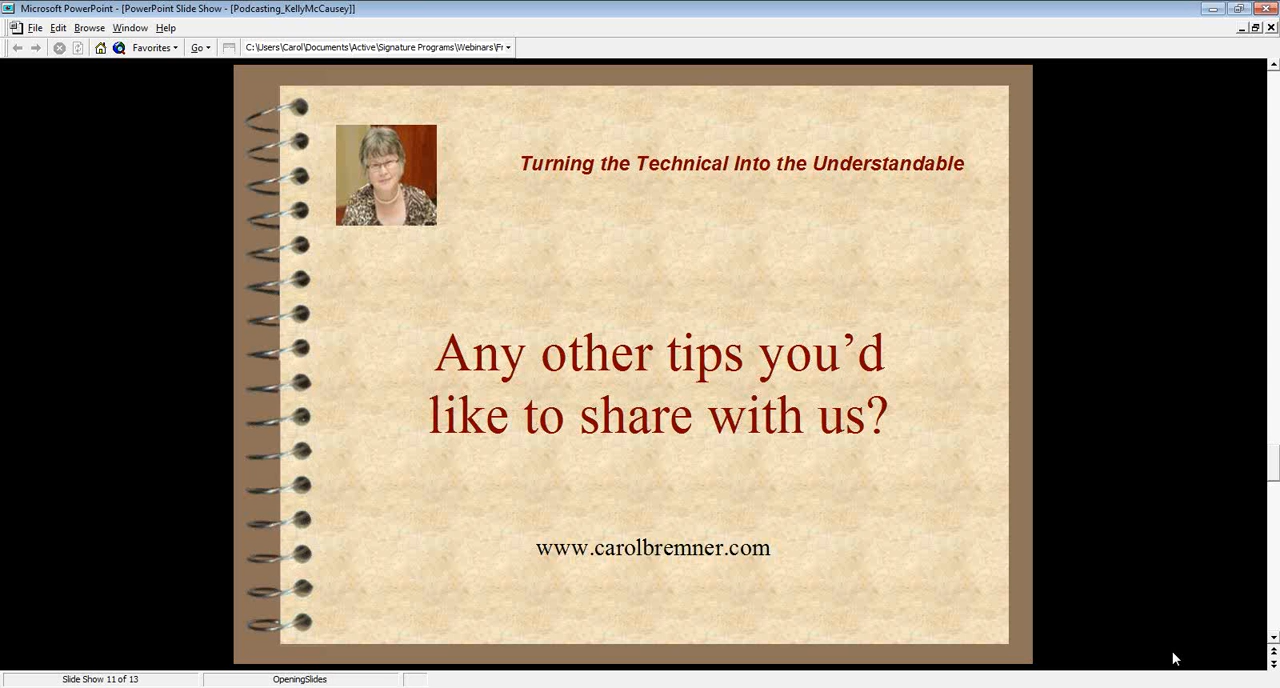 Microsoft PowerPoint - [PowerPoint Slide Show - [Podcasting_KellyMcCausey]]
File Edit Browse Window Help
Favorites Go C:\Users\Carol\Documents\Active\Signature Programs\Webinars\Fr
Turning the Technical Into the Understandable
Any other tips you’d
like to share with us?
www.carolbremner.com
Slide Show 11 of 13 OpeningSlides